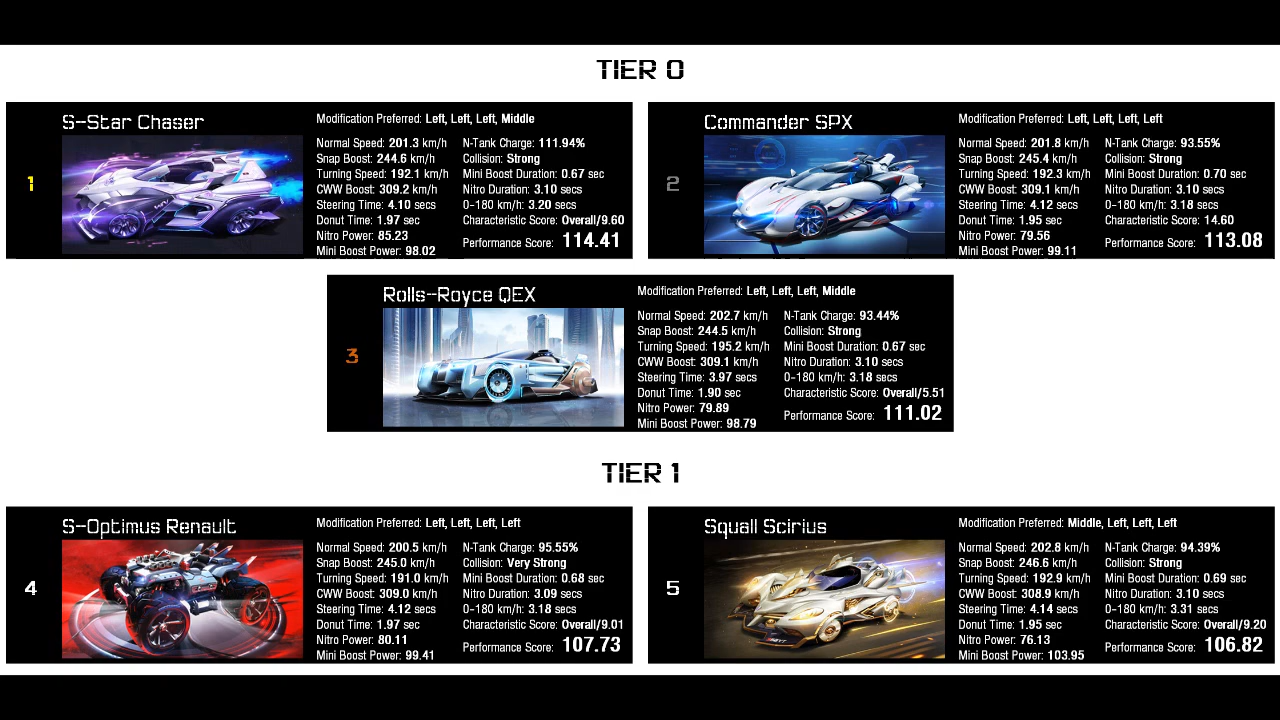 TIER 0
1
S-Star Chaser
Modification Preferred: Left, Left, Left, Middle
Normal Speed: 201.3 km/h
Snap Boost: 244.6 km/h
Turning Speed: 192.1 km/h
CWW Boost: 309.2 km/h
Steering Time: 4.10 secs
Donut Time: 1.97 sec
Nitro Power: 85.23
Mini Boost Power: 98.02
N-Tank Charge: 111.94%
Collision: Strong
Mini Boost Duration: 0.67 sec
Nitro Duration: 3.10 secs
0-180 km/h: 3.20 secs
Characteristic Score: Overall/9.60
Performance Score: 114.41
2
Commander SPX
Modification Preferred: Left, Left, Left, Left
Normal Speed: 201.8 km/h
Snap Boost: 245.4 km/h
Turning Speed: 192.3 km/h
CWW Boost: 309.1 km/h
Steering Time: 4.12 secs
Donut Time: 1.95 sec
Nitro Power: 79.56
Mini Boost Power: 99.11
N-Tank Charge: 93.55%
Collision: Strong
Mini Boost Duration: 0.70 sec
Nitro Duration: 3.10 secs
0-180 km/h: 3.18 secs
Characteristic Score: 14.60
Performance Score: 113.08
3
Rolls-Royce QEX
Modification Preferred: Left, Left, Left, Middle
Normal Speed: 202.7 km/h
Snap Boost: 244.5 km/h
Turning Speed: 195.2 km/h
CWW Boost: 309.1 km/h
Steering Time: 3.97 secs
Donut Time: 1.90 sec
Nitro Power: 79.89
Mini Boost Power: 98.79
N-Tank Charge: 93.44%
Collision: Strong
Mini Boost Duration: 0.67 sec
Nitro Duration: 3.10 secs
0-180 km/h: 3.18 secs
Characteristic Score: Overall/5.51
Performance Score: 111.02
TIER 1
4
S-Optimus Renault
Modification Preferred: Left, Left, Left, Left
Normal Speed: 200.5 km/h
Snap Boost: 245.0 km/h
Turning Speed: 191.0 km/h
CWW Boost: 309.0 km/h
Steering Time: 4.12 secs
Donut Time: 1.97 sec
Nitro Power: 80.11
Mini Boost Power: 99.41
N-Tank Charge: 95.55%
Collision: Very Strong
Mini Boost Duration: 0.68 sec
Nitro Duration: 3.09 secs
0-180 km/h: 3.18 secs
Characteristic Score: Overall/9.01
Performance Score: 107.73
5
Squall Scirius
Modification Preferred: Middle, Left, Left, Left
Normal Speed: 202.8 km/h
Snap Boost: 246.6 km/h
Turning Speed: 192.9 km/h
CWW Boost: 308.9 km/h
Steering Time: 4.14 secs
Donut Time: 1.95 sec
Nitro Power: 76.13
Mini Boost Power: 103.95
N-Tank Charge: 94.39%
Collision: Strong
Mini Boost Duration: 0.69 sec
Nitro Duration: 3.10 secs
0-180 km/h: 3.31 secs
Characteristic Score: Overall/9.20
Performance Score: 106.82